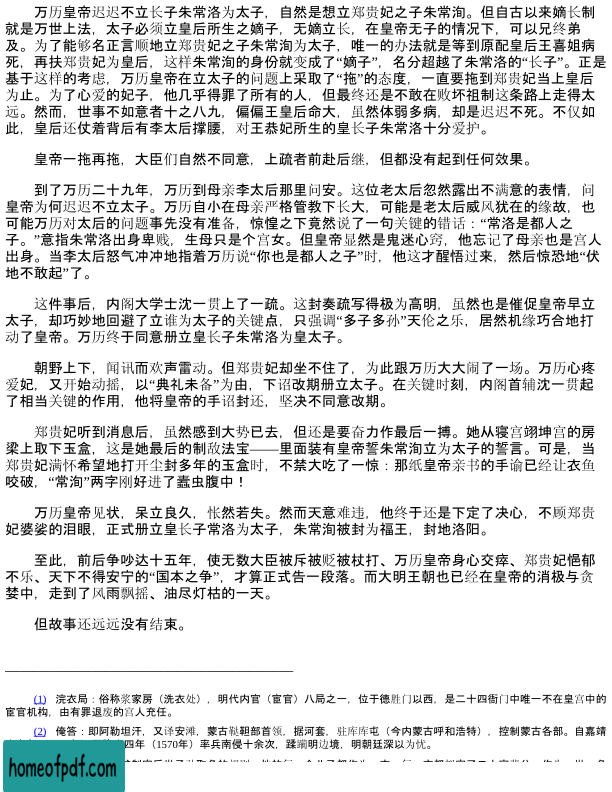 万历皇帝迟迟不立长子朱常洛为太子，自然是想立郑贵妃之子朱常洵。但自古以来嫡长制
就是万世上法，太子必须立皇后所生之嫡子，无嫡立长，在皇帝无子的情况下，可以兄终弟
及。为了能够名正言顺地立郑贵妃之子朱常洵为太子，唯一的办法就是等到原配皇后王喜姐病
死，再扶郑贵妃为皇后，这样朱常洵的身份就变成了“嫡子”，名分超越了朱常洛的“长子”。正是
基于这样的考虑，万历皇帝在立太子的问题上采取了“拖”的态度，一直要拖到郑贵妃当上皇后
为止。为了心爱的妃子，他几乎得罪了所有的人，但最终还是不敢在败坏祖制这条路上走得太
远。然而，世事不如意者十之八九，偏偏王皇后命大，虽然体弱多病，却是迟迟不死。不仅如
此，皇后还仗着背后有李太后撑腰，对王恭妃所生的皇长子朱常洛十分爱护。
皇帝一拖再拖，大臣们自然不同意，上疏者前赴后继，但都没有起到任何效果。
到了万历二十九年，万历到母亲李太后那里问安。这位老太后忽然露出不满意的表情，问
皇帝为何迟迟不立太子。万历自小在母亲严格管教下长大，可能是老太后威风犹在的缘故，也
可能万历对太后的问题事先没有准备，惊惶之下竟然说了一句关键的错话：“常洛是都人之
子。”意指朱常洛出身卑贱，生母只是个宫女。但皇帝显然是鬼迷心窍，他忘记了母亲也是宫人
出身。当李太后怒气冲冲地指着万历说“你也是都人之子”时，他这才醒悟过来，然后惊恐地“伏
地不敢起”了。
这件事后，内阁大学士沈一贯上了一疏。这封奏疏写得极为高明，虽然也是催促皇帝早立
太子，却巧妙地回避了立谁为太子的关键点，只强调“多子多孙”天伦之乐，居然机缘巧合地打
动了皇帝。万历终于同意册立皇长子朱常洛为皇太子。
朝野上下，闻讯而欢声雷动。但郑贵妃却坐不住了，为此跟万历大大闹了一场。万历心疼
爱妃，又开始动摇，以“典礼未备”为由，下诏改期册立太子。在关键时刻，内阁首辅沈一贯起
了相当关键的作用，他将皇帝的手诏封还，坚决不同意改期。
郑贵妃听到消息后，虽然感到大势已去，但还是要奋力作最后一搏。她从寝宫翊坤宫的房
梁上取下玉盒，这是她最后的制敌法宝——里面装有皇帝誓朱常洵立为太子的誓言。可是，当
郑贵妃满怀希望地打开尘封多年的玉盒时，不禁大吃了一惊：那纸皇帝亲书的手谕已经让衣鱼
咬破，“常洵”两字刚好进了蠹虫腹中！
万历皇帝见状，呆立良久，怅然若失。然而天意难违，他终于还是下定了决心，不顾郑贵
妃婆娑的泪眼，正式册立皇长子常洛为太子，朱常洵被封为福王，封地洛阳。
至此，前后争吵达十五年，使无数大臣被斥被贬被杖打、万历皇帝身心交瘁、郑贵妃悒郁
不乐、天下不得安宁的“国本之争”，才算正式告一段落。而大明王朝也已经在皇帝的消极与贪
婪中，走到了风雨飘摇、油尽灯枯的一天。
但故事还远远没有结束。
(1) 浣衣局：俗称浆家房（洗衣处），明代内官（宦官）八局之一，位于德胜门以西，是二十四衙门中唯一不在皇宫中的
宦官机构，由有罪退废的宫人充任。
(2) 俺答：即阿勒坦汗，又译安滩，蒙古鞑靼部首领，据河套，驻库库屯（今内蒙古呼和浩特），控制蒙古各部。自嘉靖
四年（1570年）率兵南侵十余次，蹂躏明边境，明朝廷深以为忧。
homeofpdf.com